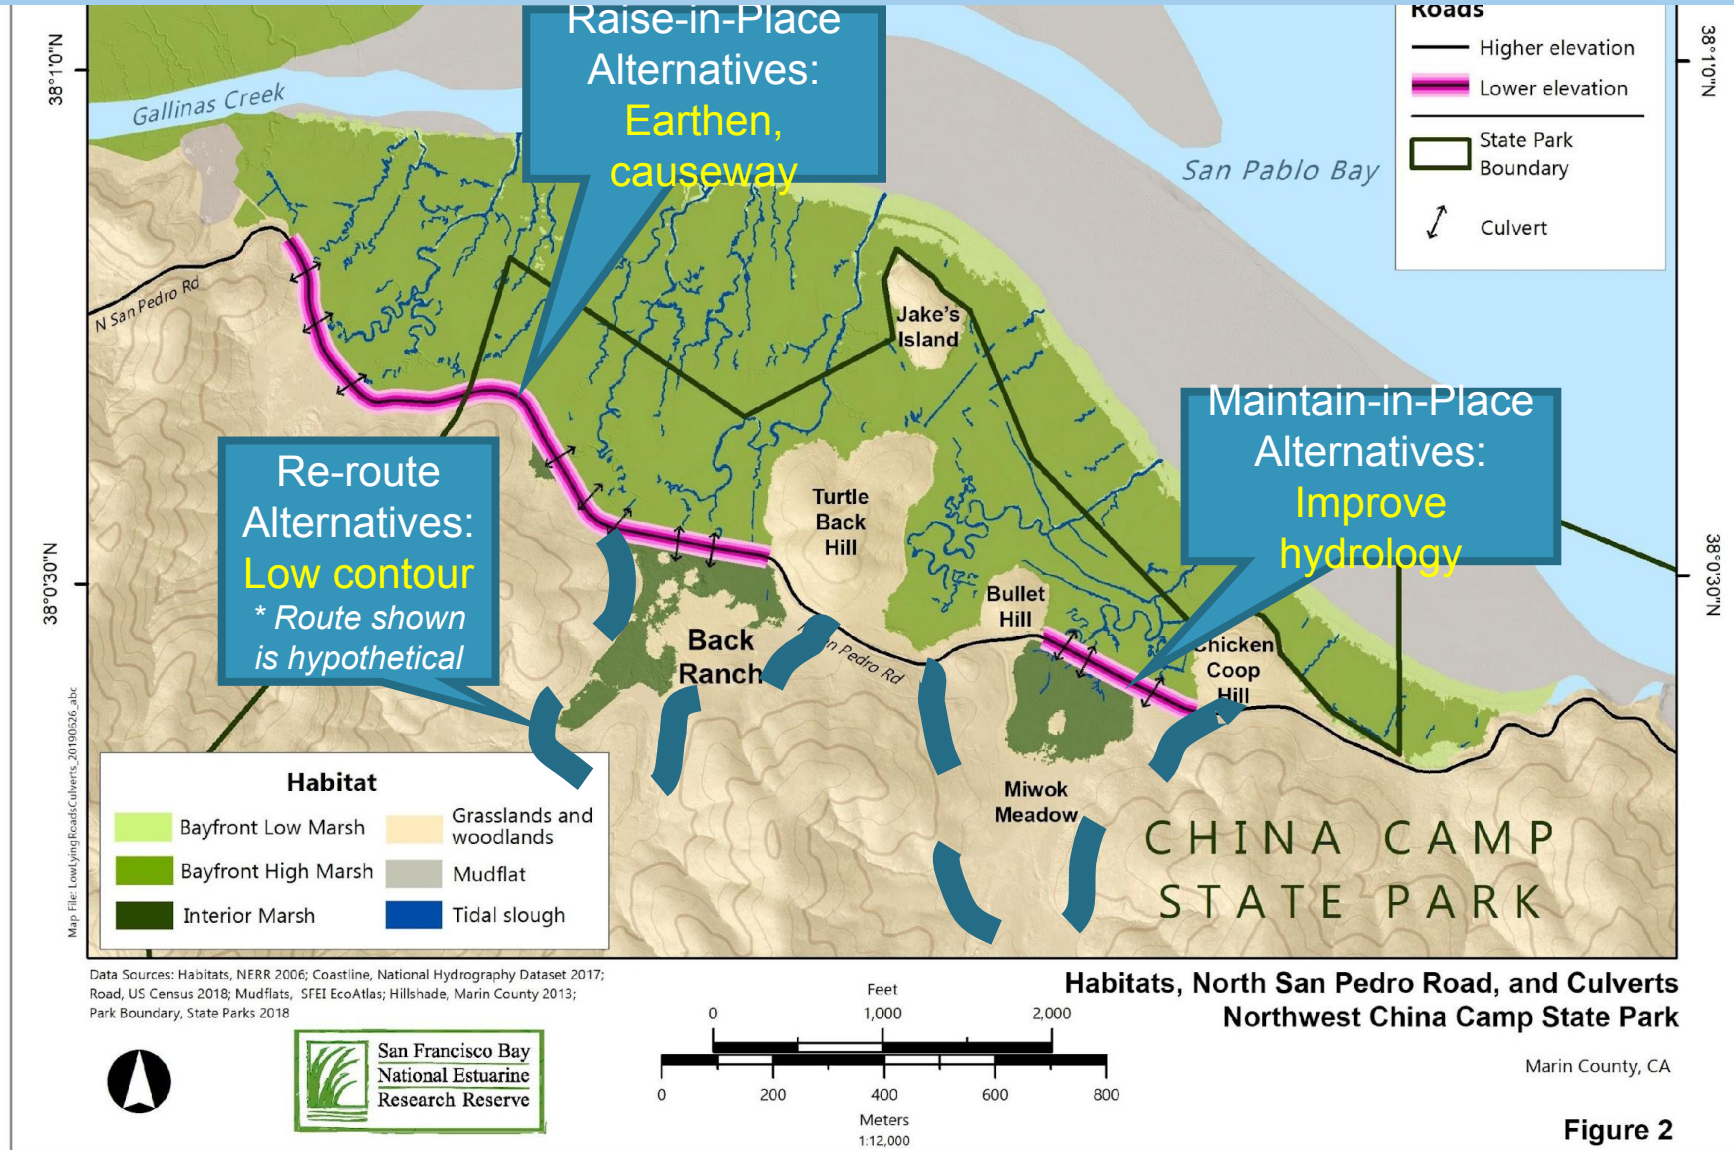 Raise-in-Place
Alternatives:
Earthen,
causeway
Roads
Higher elevation
Lower elevation
State Park
Boundary
Culvert
38°1'0"N
38°1'0"N
Gallinas Creek
San Pablo Bay
N San Pedro Rd
Jake's
Island
Maintain-in-Place
Alternatives:
Improve
hydrology
Re-route
Alternatives:
Low contour
* Route shown
is hypothetical
Turtle
Back
Hill
38°0'30"N
38°0'30"N
Bullet
Hill
Back
Ranch
n Pedro Rd
Chicken
Coop
Hill
Miwok
Meadow
CHINA CAMP
STATE PARK
Habitat
Bayfront Low Marsh
Bayfront High Marsh
Interior Marsh
Grasslands and
woodlands
Mudflat
Tidal slough
Map File: LowLyingRoadsCulverts_20190626_abc
Data Sources: Habitats, NERR 2006; Coastline, National Hydrography Dataset 2017;
Road, US Census 2018; Mudflats, SFEI EcoAtlas; Hillshade, Marin County 2013;
Park Boundary, State Parks 2018
San Francisco Bay
National Estuarine
Research Reserve
Feet
0 1,000 2,000
0 200 400 600 800
Meters
1:12,000
Habitats, North San Pedro Road, and Culverts
Northwest China Camp State Park
Marin County, CA
Figure 2